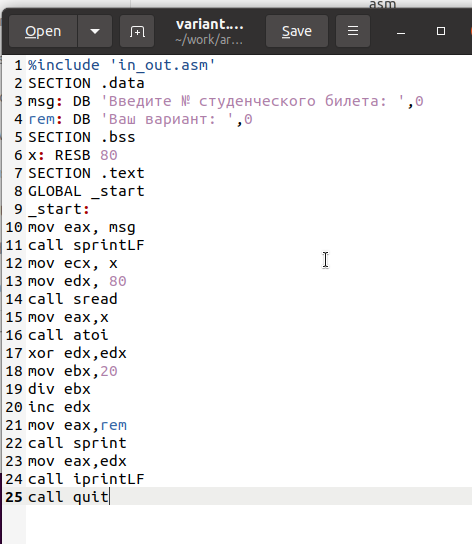 asm
Open
variant....
~/work/ar...
Save
1 %include 'in_out.asm'
2 SECTION .data
3 msg: DB 'Введите № студенческого билета: ',0
4 rem: DB 'Ваш вариант: ',0
5 SECTION .bss
6 x: RESB 80
7 SECTION .text
8 GLOBAL _start
9 _start:
10 mov eax, msg
11 call sprintLF
12 mov ecx, x
13 mov edx, 80
14 call sread
15 mov eax,x
16 call atoi
17 xor edx,edx
18 mov ebx,20
19 div ebx
20 inc edx
21 mov eax,rem
22 call sprint
23 mov eax,edx
24 call iprintLF
25 call quit